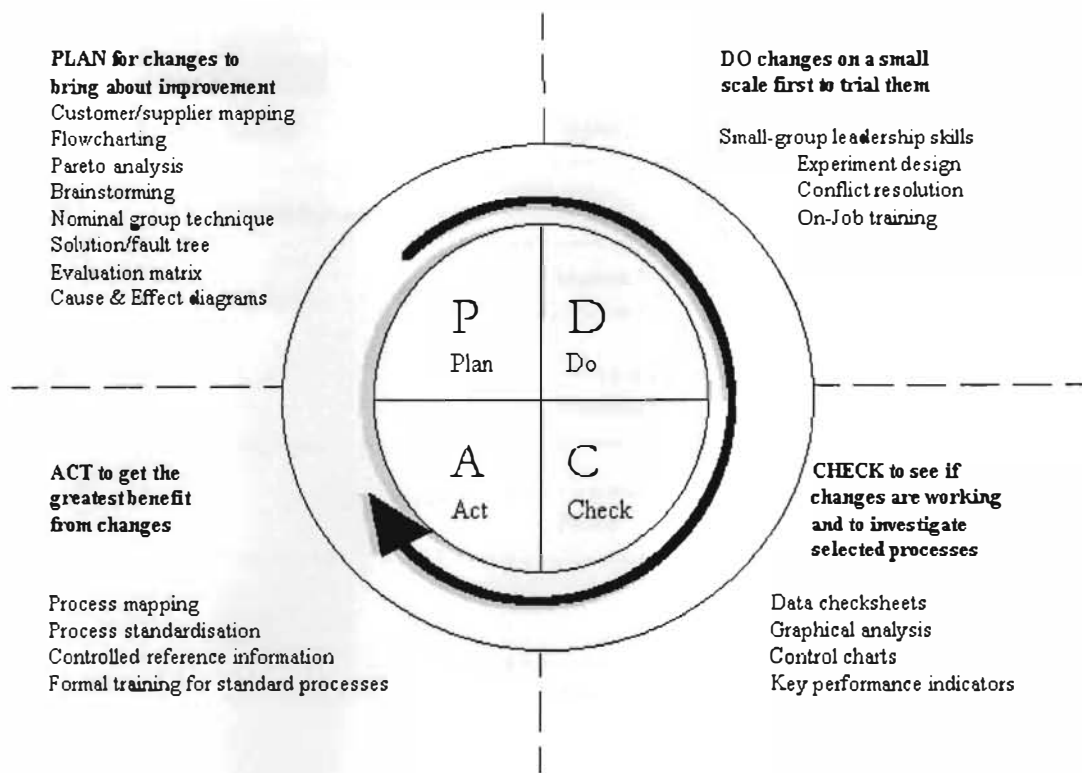 PLAN for changes to
bring about improvement
Customer/supplier mapping
Flowcharting
Pareto analysis
Brainstorming
Nominal group technique
Solution/fault tree
Evaluation matrix
Cause & Effect diagrams
DO changes on a small
scale first to trial them
Small-group leadership skills
Experiment design
Conflict resolution
On-Job training
P
Plan
D
Do
A
Act
C
Check
ACT to get the
greatest benefit
from changes
Process mapping
Process standardisation
Controlled reference information
Formal training for standard processes
CHECK to see if
changes are working
and to investigate
selected processes
Data checksheets
Graphical analysis
Control charts
Key performance indicators